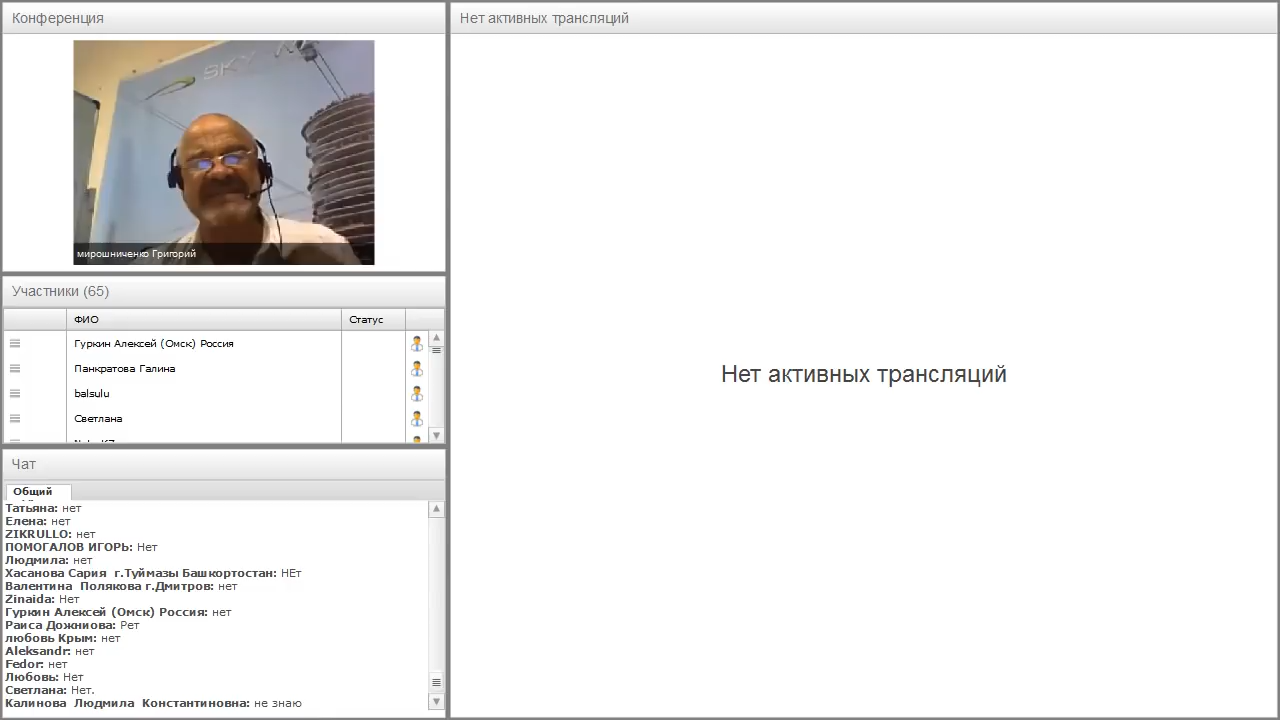 Конференция
Нет активных трансляций
SKY
мирошниченко Григорий
Участники (65)
ФИО
Статус
Гуркин Алексей (Омск) Россия
Панкратова Галина
balsulu
Светлана
Чат
Общий
Татьяна: нет
Елена: нет
ZIKRULLO: нет
ПОМОГАЛОВ ИГОРЬ: Нет
Людмила: нет
Хасанова Сария г.Туймазы Башкортостан: НЕт
Валентина Полякова г.Дмитров: нет
Zinaida: Нет
Гуркин Алексей (Омск) Россия: нет
Раиса Дожниова: Рет
любовь Крым: нет
Aleksandr: нет
Fedor: нет
Любовь: Нет
Светлана: Нет.
Калинова Людмила Константиновна: не знаю
Нет активных трансляций